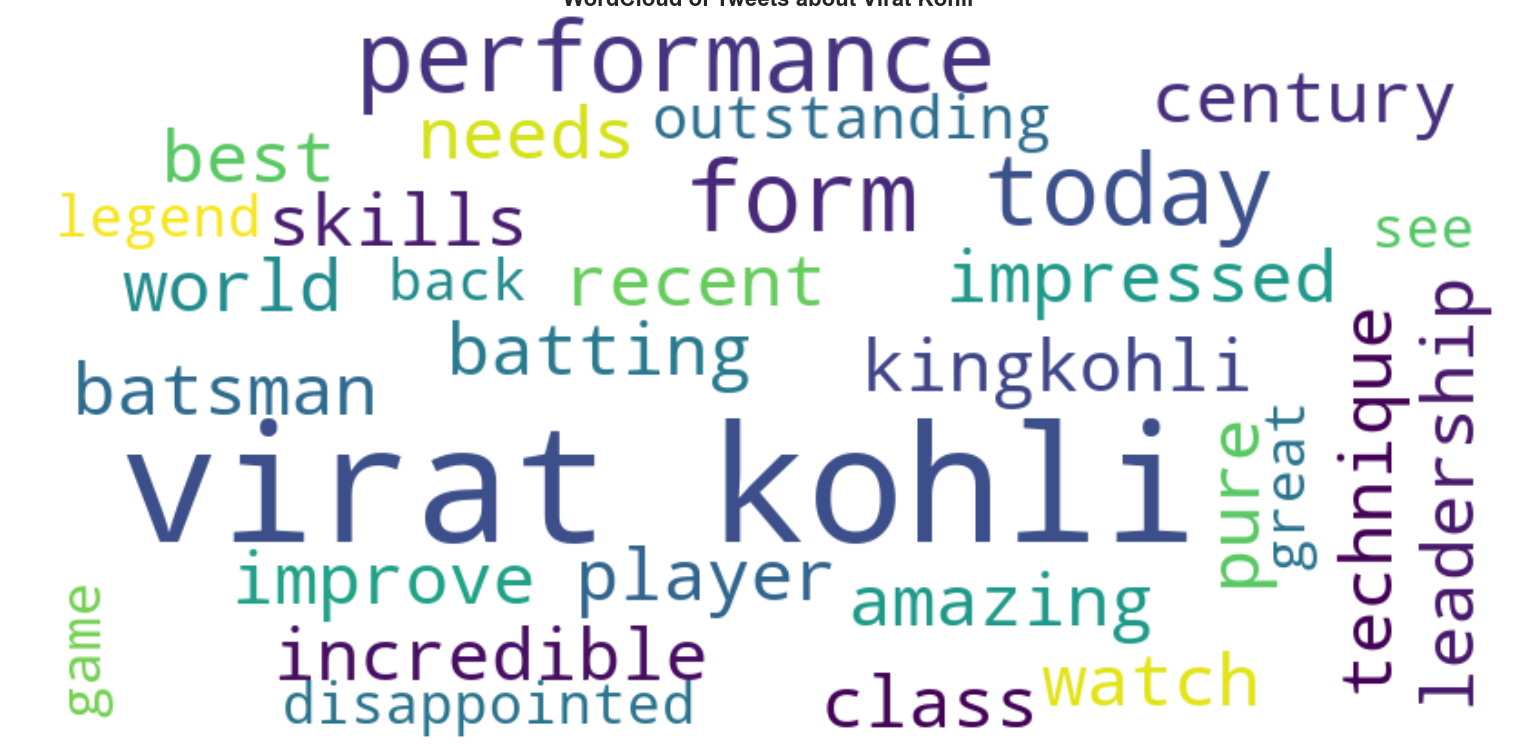 WordCloud of Tweets about Virat Kohli
performance
century
needs
outstanding
best
form
today
legend
skills
see
world
back
recent
impressed
batting
kingkohli
batsman
technique
leadership
virat kohli
pure
great
improve
player
amazing
game
incredible
disappointed
class
watch